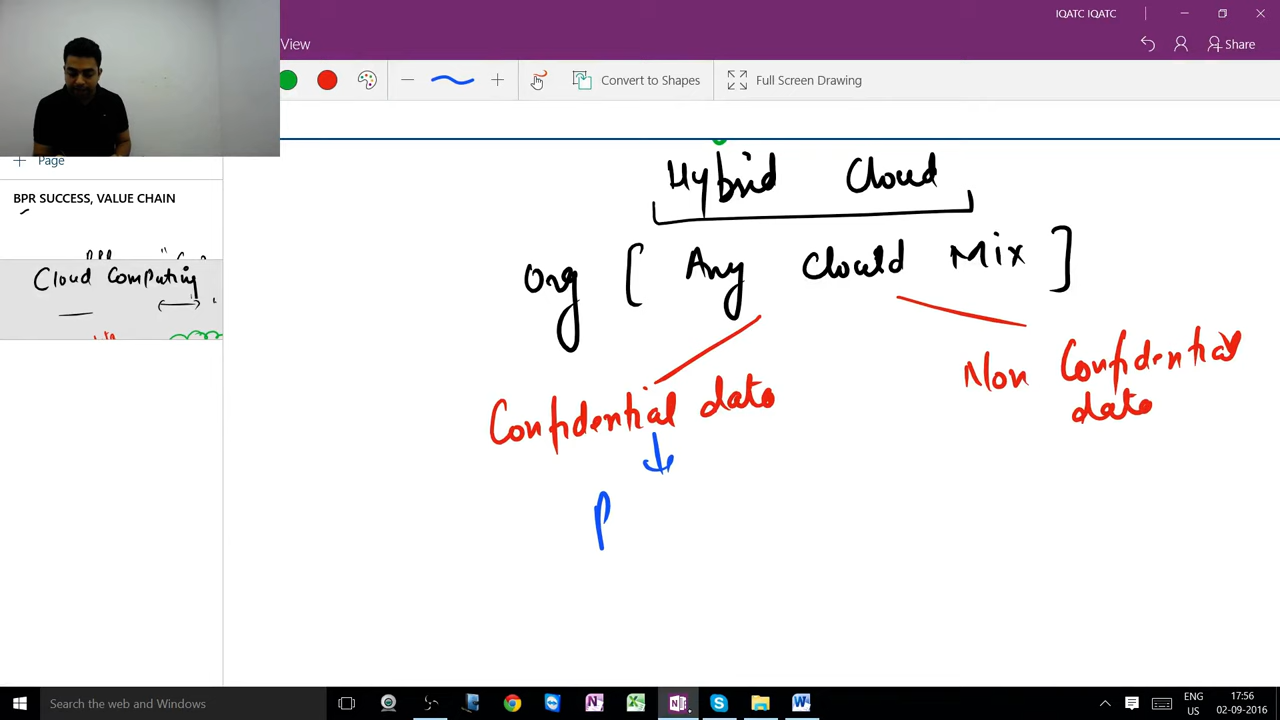 IQATC IQATC
View
Share
Convert to Shapes
Full Screen Drawing
Page
BPR SUCCESS, VALUE CHAIN
Cloud Computing
Hybrid Cloud
Org [ Any Clould Mix ]
Confidential data
Non Confidential
data
P
Search the web and Windows
ENG
US
17:56
02-09-2016